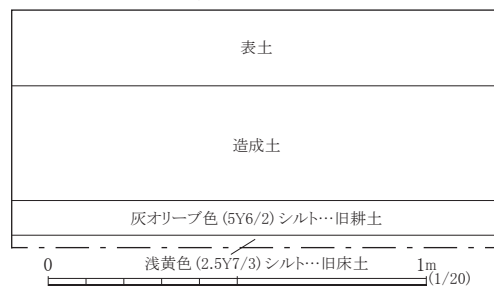 表土
造成土
灰オリーブ色(5Y6/2)シルト…旧耕土
浅黄色(2.5Y7/3)シルト…旧床土
0 1m
(1/20)